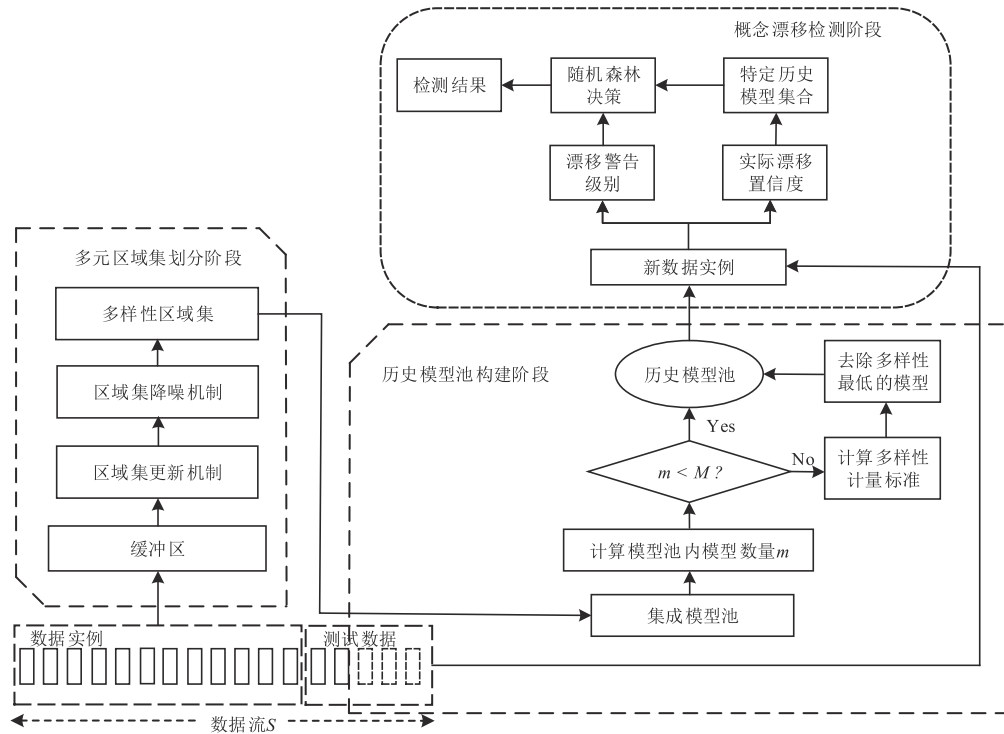 概念漂移检测阶段
检测结果
随机森林
决策
特定历史
模型集合
漂移警告
级别
实际漂移
置信度
新数据实例
多元区域集划分阶段
多样性区域集
区域集降噪机制
区域集更新机制
缓冲区
历史模型池构建阶段
历史模型池
去除多样性
最低的模型
Yes
m < M ?
No
计算多样性
计量标准
计算模型池内模型数量m
集成模型池
数据实例
测试数据
数据流S